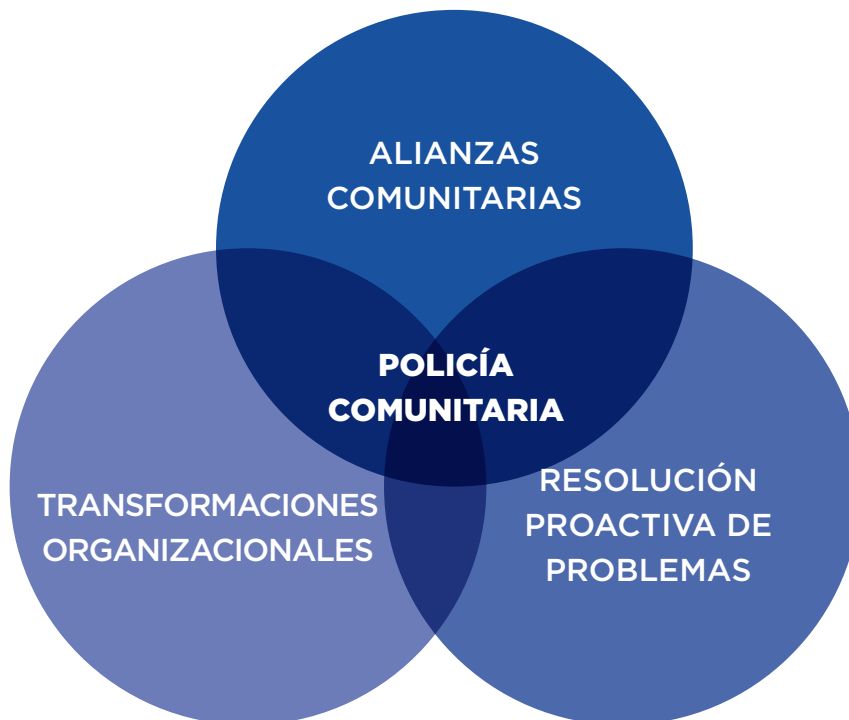 ALIANZAS
COMUNITARIAS
POLICÍA
COMUNITARIA
TRANSFORMACIONES
ORGANIZACIONALES
RESOLUCIÓN
PROACTIVA DE
PROBLEMAS